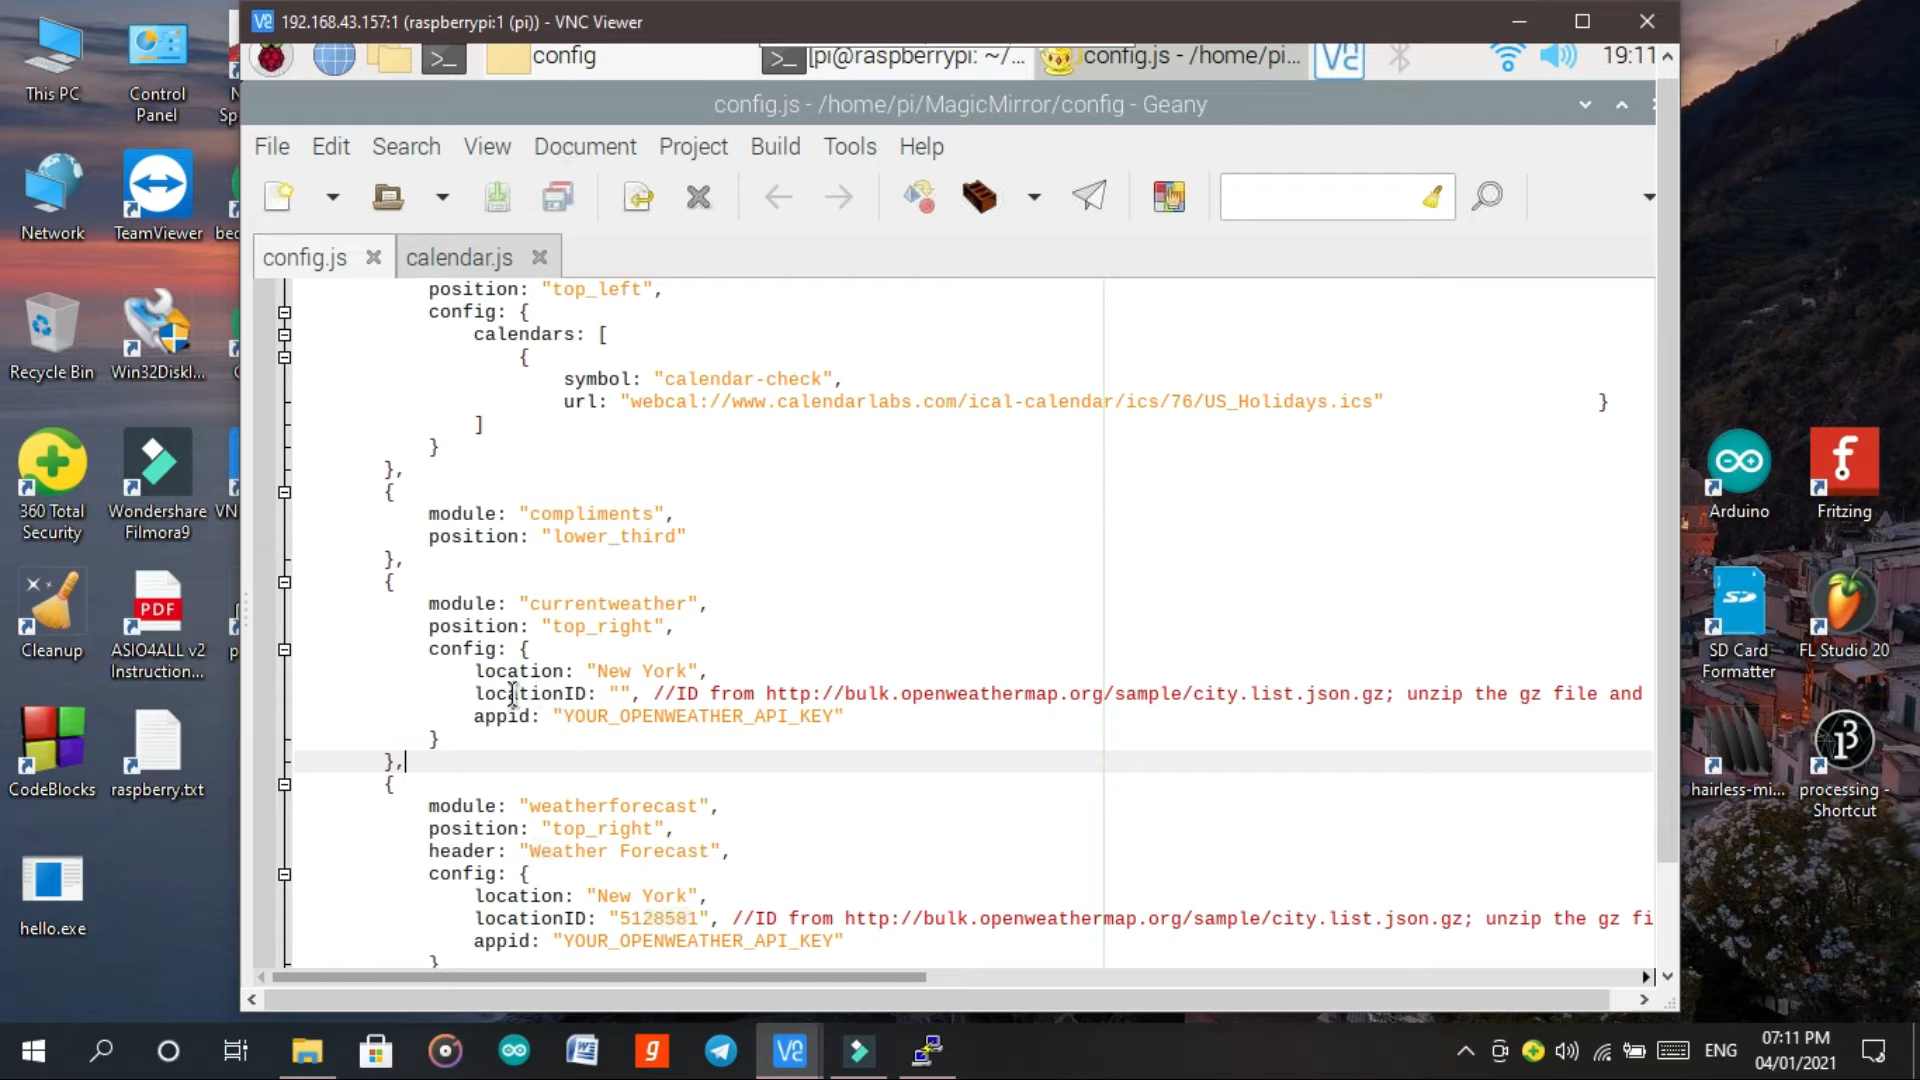 192.168.43.157:1 (raspberrypi:1 (pi)) - VNC Viewer
config
[pi@raspberrypi: ~/...
config.js - /home/pi...
19:11
config.js - /home/pi/MagicMirror/config - Geany
File Edit Search View Document Project Build Tools Help
config.js
calendar.js
position: "top_left",
config: {
calendars: [
{
symbol: "calendar-check",
url: "webcal://www.calendarlabs.com/ical-calendar/ics/76/US_Holidays.ics" }
]
}
},
{
module: "compliments",
position: "lower_third"
},
{
module: "currentweather",
position: "top_right",
config: {
location: "New York",
locationID: "", //ID from http://bulk.openweathermap.org/sample/city.list.json.gz; unzip the gz file and
appid: "YOUR_OPENWEATHER_API_KEY"
}
},
{
module: "weatherforecast",
position: "top_right",
header: "Weather Forecast",
config: {
location: "New York",
locationID: "5128581", //ID from http://bulk.openweathermap.org/sample/city.list.json.gz; unzip the gz fi
appid: "YOUR_OPENWEATHER_API_KEY"
}
This PC
Control
Panel
Network
TeamViewer
Recycle Bin
Win32DiskI...
360 Total
Security
Wondershare
Filmora9
VN
Cleanup
PDF
ASIO4ALL v2
Instruction...
CodeBlocks
raspberry.txt
hello.exe
Arduino
Fritzing
SD Card
Formatter
FL Studio 20
hairless-mi...
processing -
Shortcut
ENG
07:11 PM
04/01/2021